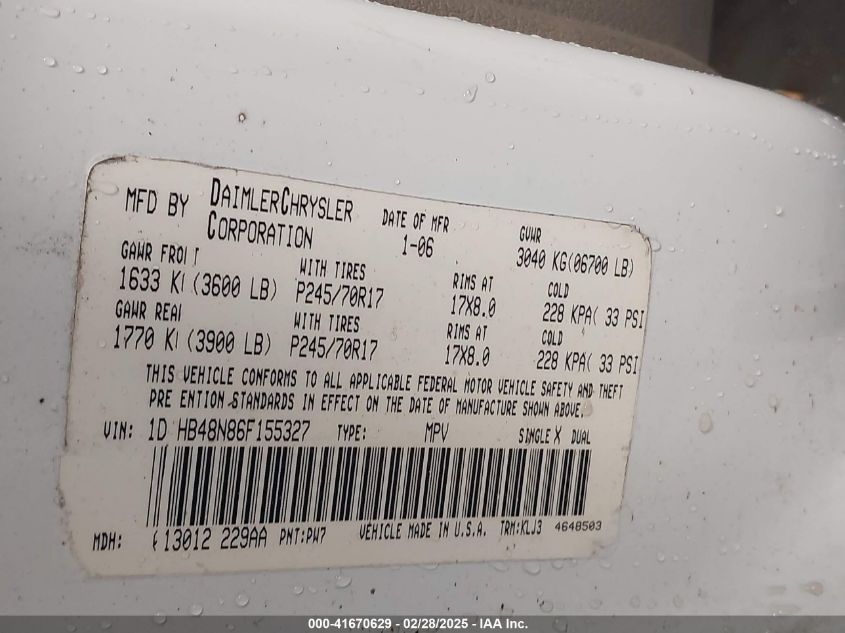 MFD BY DAIMLERCHRYSLER CORPORATION DATE OF MFR 1-06 GVWR 3040 KG(06700 LB)
GAWR FRONT WITH TIRES RIMS AT COLD
1633 K (3600 LB) P245/70R17 17X8.0 228 KPA( 33 PSI
GAWR REAR WITH TIRES RIMS AT COLD
1770 K (3900 LB) P245/70R17 17X8.0 228 KPA( 33 PSI
THIS VEHICLE CONFORMS TO ALL APPLICABLE FEDERAL MOTOR VEHICLE SAFETY AND THEFT
PRE ENTION STANDARDS IN EFFECT ON THE DATE OF MANUFACTURE SHOWN ABOVE.
VIN: 1D HB48N86F155327 TYPE: MPV SINGLE X DUAL
MDH: 13012 229AA PNT:PW7 VEHICLE MADE IN U.S.A. TRM:KLJ3 4648503
000-41670629 - 02/28/2025 - IAA Inc.